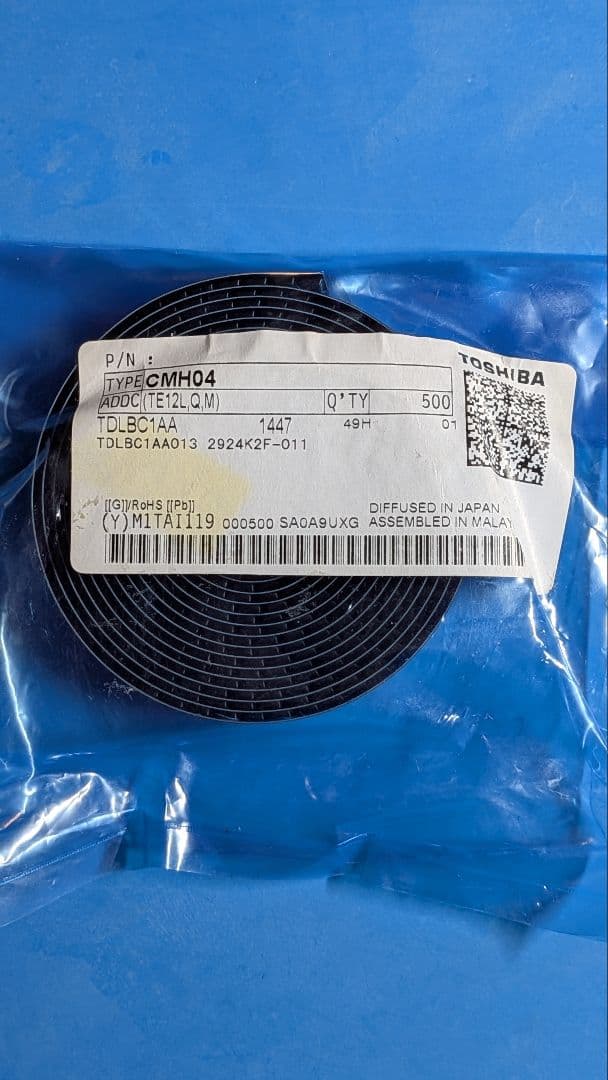 P/N :
TOSHIBA
TYPE CMH04
ADDC (TE12L,Q,M) Q'TY 500
TDLBC1AA 1447 49H 01
TDLBC1AA013 2924K2F-011
[[G]]/RoHS [[Pb]]
DIFFUSED IN JAPAN
(Y)M1TAI119 000500 SA0A9UXG ASSEMBLED IN MALAY